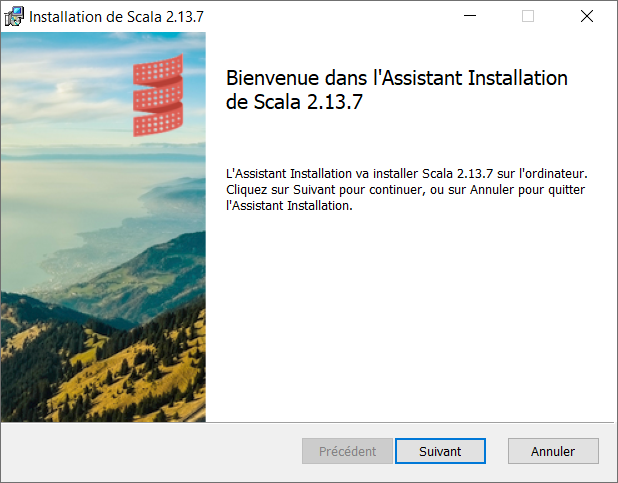 Installation de Scala 2.13.7
Bienvenue dans l'Assistant Installation
de Scala 2.13.7
L'Assistant Installation va installer Scala 2.13.7 sur l'ordinateur.
Cliquez sur Suivant pour continuer, ou sur Annuler pour quitter
l'Assistant Installation.
Précédent
Suivant
Annuler